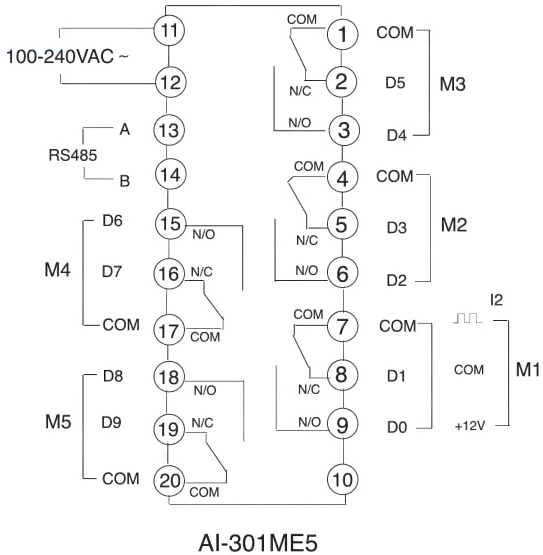 11 COM 1 COM
100-240VAC ~
12 N/C 2 D5 M3
A 13 N/O 3 D4
RS485
B 14 COM 4 COM
D6 15 N/O N/C 5 D3 M2
M4 D7 16 N/C N/O 6 D2
I2
COM 17 COM COM 7 COM
D8 18 N/O N/C 8 D1 COM M1
M5 D9 19 N/C N/O 9 D0 +12V
COM 20 COM 10
AI-301ME5